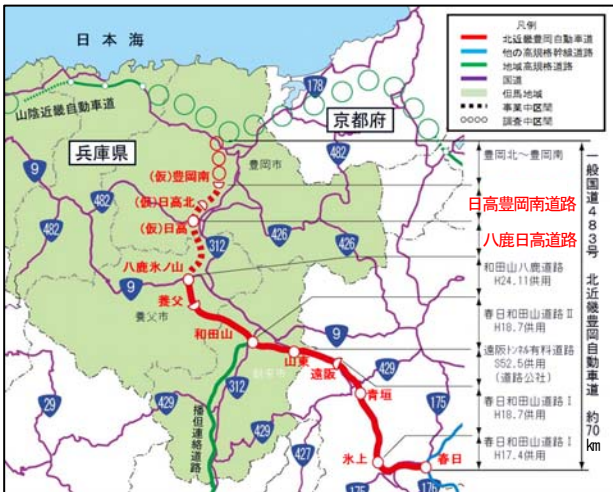 日本海
凡例
北近畿豊岡自動車道
他の高規格幹線道路
地域高規格道路
国道
但馬地域
事業中区間
調査中区間
山陰近畿自動車道
178
京都府
兵庫県
9
豊岡市
482
豊岡北~豊岡南
(仮)豊岡南
482
(仮)日高北
日高豊岡南道路
(仮)日高
482
312
426
426
八鹿日高道路
八鹿氷ノ山
和田山八鹿道路
H24.11供用
9
養父
養父市
春日和田山道路Ⅱ
H18.7供用
和田山
9
山東
遠阪
遠阪トンネル有料道路
S52.5供用
(道路公社)
朝来市
312
429
175
29
429
播但連絡道路
青垣
春日和田山道路Ⅰ
H18.7供用
429
427
氷上
春日
春日和田山道路Ⅰ
H17.4供用
175
176
一般国道483号 北近畿豊岡自動車道 約70km